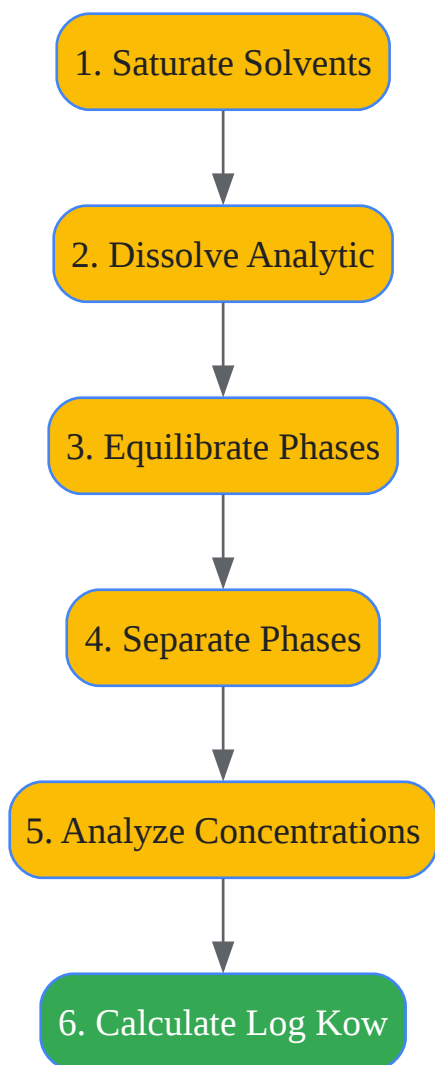 1. Saturate Solvents
2. Dissolve Analytic
3. Equilibrate Phases
4. Separate Phases
5. Analyze Concentrations
6. Calculate Log Kow